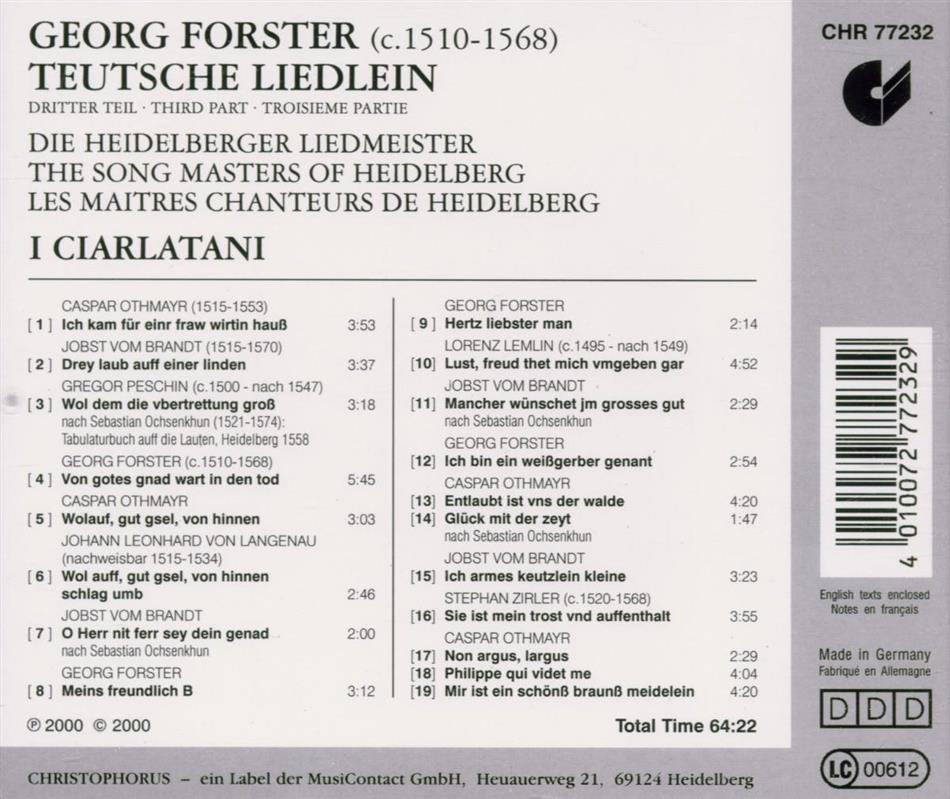 GEORG FORSTER (c.1510-1568)
TEUTSCHE LIEDLEIN
DRITTER TEIL · THIRD PART · TROISIEME PARTIE
DIE HEIDELBERGER LIEDMEISTER
THE SONG MASTERS OF HEIDELBERG
LES MAITRES CHANTEURS DE HEIDELBERG
I CIARLATANI
CASPAR OTHMAYR (1515-1553)
[ 1 ] Ich kam für einr fraw wirtin hauß 3:53
JOBST VOM BRANDT (1515-1570)
[ 2 ] Drey laub auff einer linden 3:37
GREGOR PESCHIN (c.1500 - nach 1547)
[ 3 ] Wol dem die vbertrettung groß 3:18
nach Sebastian Ochsenkhun (1521-1574):
Tabulaturbuch auff die Lauten, Heidelberg 1558
GEORG FORSTER (c.1510-1568)
[ 4 ] Von gotes gnad wart in den tod 5:45
CASPAR OTHMAYR
[ 5 ] Wolauf, gut gsel, von hinnen 3:03
JOHANN LEONHARD VON LANGENAU
(nachweisbar 1515-1534)
[ 6 ] Wol auff, gut gsel, von hinnen
schlag umb 2:46
JOBST VOM BRANDT
[ 7 ] O Herr nit ferr sey dein genad 2:00
nach Sebastian Ochsenkhun
GEORG FORSTER
[ 8 ] Meins freundlich B 3:12
GEORG FORSTER
[ 9 ] Hertz liebster man 2:14
LORENZ LEMLIN (c.1495 - nach 1549)
[10] Lust, freud thet mich vmgeben gar 4:52
JOBST VOM BRANDT
[11] Mancher wünschet jm grosses gut 2:29
nach Sebastian Ochsenkhun
GEORG FORSTER
[12] Ich bin ein weißgerber genant 2:54
CASPAR OTHMAYR
[13] Entlaubt ist vns der walde 4:20
[14] Glück mit der zeyt 1:47
nach Sebastian Ochsenkhun
JOBST VOM BRANDT
[15] Ich armes keutzlein kleine 3:23
STEPHAN ZIRLER (c.1520-1568)
[16] Sie ist mein trost vnd auffenthalt 3:55
CASPAR OTHMAYR
[17] Non argus, largus 2:29
[18] Philippe qui videt me 4:04
[19] Mir ist ein schönß braunß meidelein 4:20
℗ 2000 © 2000
Total Time 64:22
CHRISTOPHORUS – ein Label der MusiContact GmbH, Heuauerweg 21, 69124 Heidelberg
CHR 77232
4 010072 772329
English texts enclosed
Notes en français
Made in Germany
Fabriqué en Allemagne
D D D
LC 00612